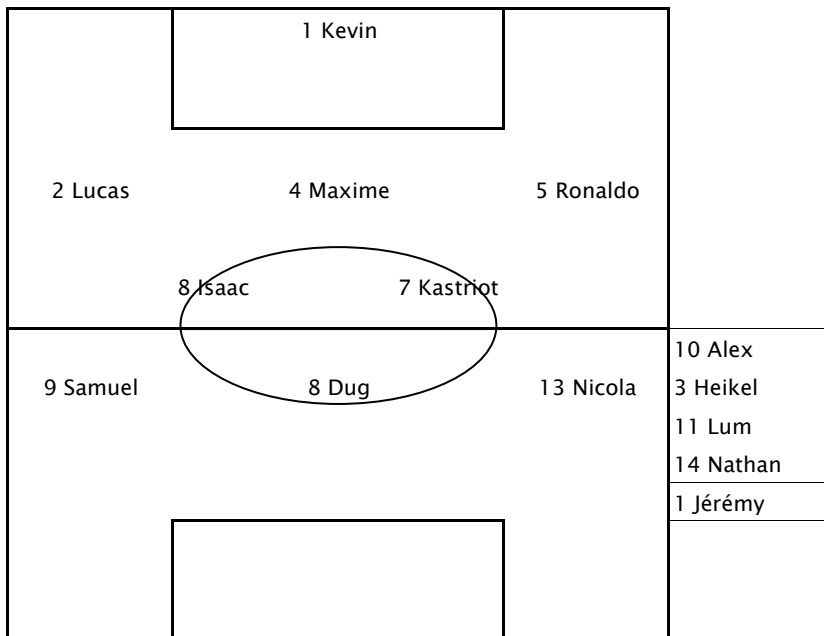 1 Kevin
2 Lucas 4 Maxime 5 Ronaldo
8 Isaac 7 Kastriot
10 Alex
9 Samuel 8 Dug 13 Nicola 3 Heikel
11 Lum
14 Nathan
1 Jérémy